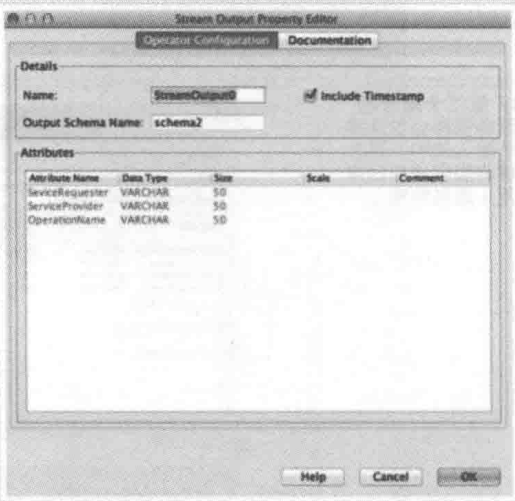 Stream Output Property Editor
Operator Configuration Documentation
Details
Name: StreamOutput0 Include Timestamp
Output Schema Name: schema2
Attributes
Attribute Name Data Type Size Scale Comment
SeviceRequester VARCHAR 50
ServiceProvider VARCHAR 50
OperationName VARCHAR 50
Help Cancel OK